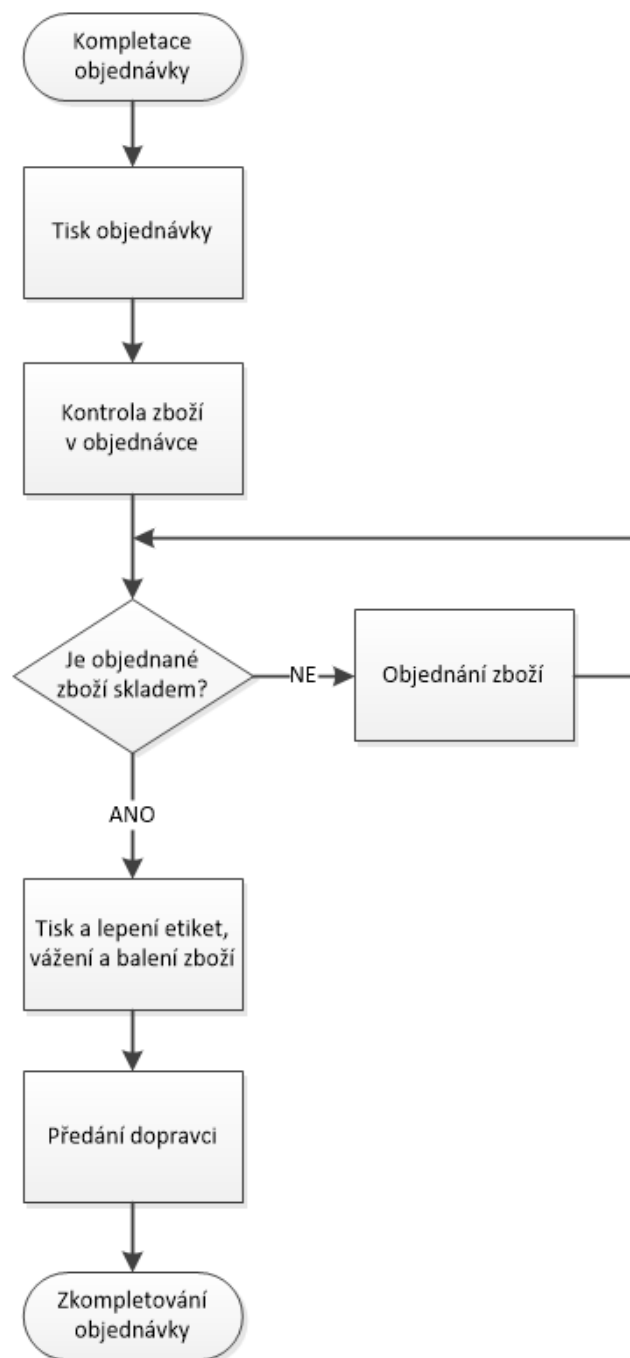 Kompletace
objednávky
Tisk objednávky
Kontrola zboží
v objednávce
Je objednané
zboží skladem?
NE
Objednání zboží
ANO
Tisk a lepení etiket,
vážení a balení zboží
Předání dopravci
Zkompletování
objednávky